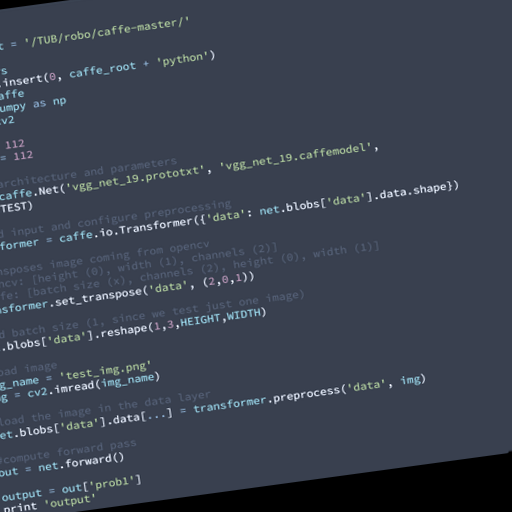 t = '/TUB/robo/caffe-master/'
s
.insert(0, caffe_root + 'python')
affe
umpy as np
v2
112
= 112
architecture and parameters
caffe.Net('vgg_net_19.prototxt', 'vgg_net_19.caffemodel',
TEST)
d input and configure preprocessing
former = caffe.io.Transformer({'data': net.blobs['data'].data.shape})
nsposes image coming from opencv
ncv: [height (0), width (1), channels (2)]
fe: [batch size (x), channels (2), height (0), width (1)]
nsformer.set_transpose('data', (2,0,1))
d batch size (1, since we test just one image)
.blobs['data'].reshape(1,3,HEIGHT,WIDTH)
oad image
g_name = 'test_img.png'
g = cv2.imread(img_name)
load the image in the data layer
et.blobs['data'].data[...] = transformer.preprocess('data', img)
compute forward pass
out = net.forward()
output = out['prob1']
print 'output'